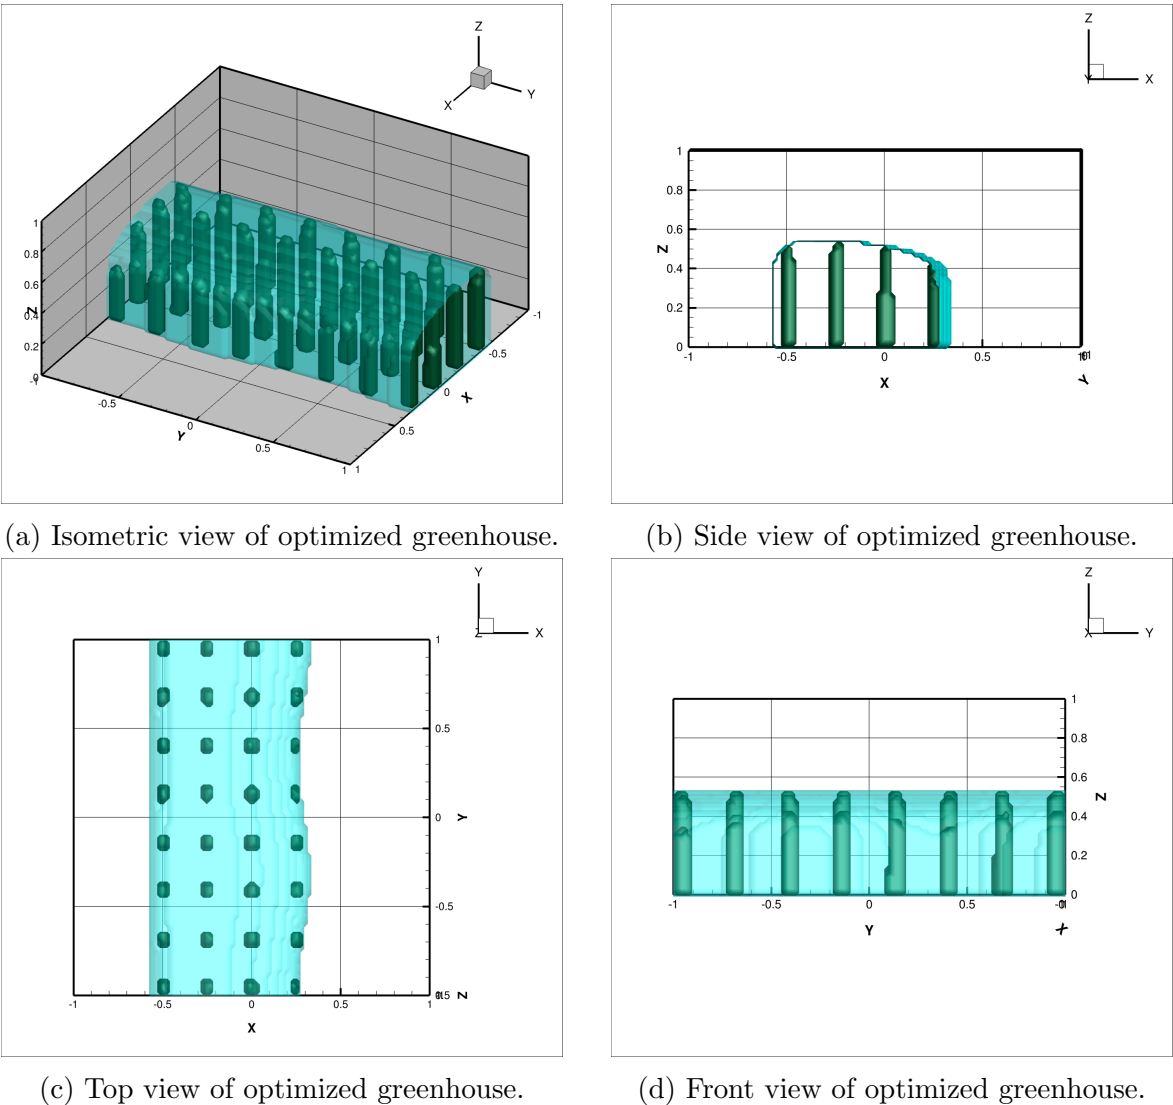 Z
Y
X
1
0.8
0.6
0.4
0.2
0
Z
-1
-0.5
0
0.5
1
Y
1
0.5
0
-0.5
-1
X
(a) Isometric view of optimized greenhouse.
Z
X
1
0.8
0.6
0.4
0.2
0
Z
-1
-0.5
0
0.5
X
Y
(b) Side view of optimized greenhouse.
Y
X
Z
1
0.5
0
-0.5
Y
Z
-1
-0.5
0
0.5
1
X
(c) Top view of optimized greenhouse.
Z
Y
X
1
0.8
0.6
0.4
0.2
0
Z
-1
-0.5
0
0.5
Y
X
(d) Front view of optimized greenhouse.